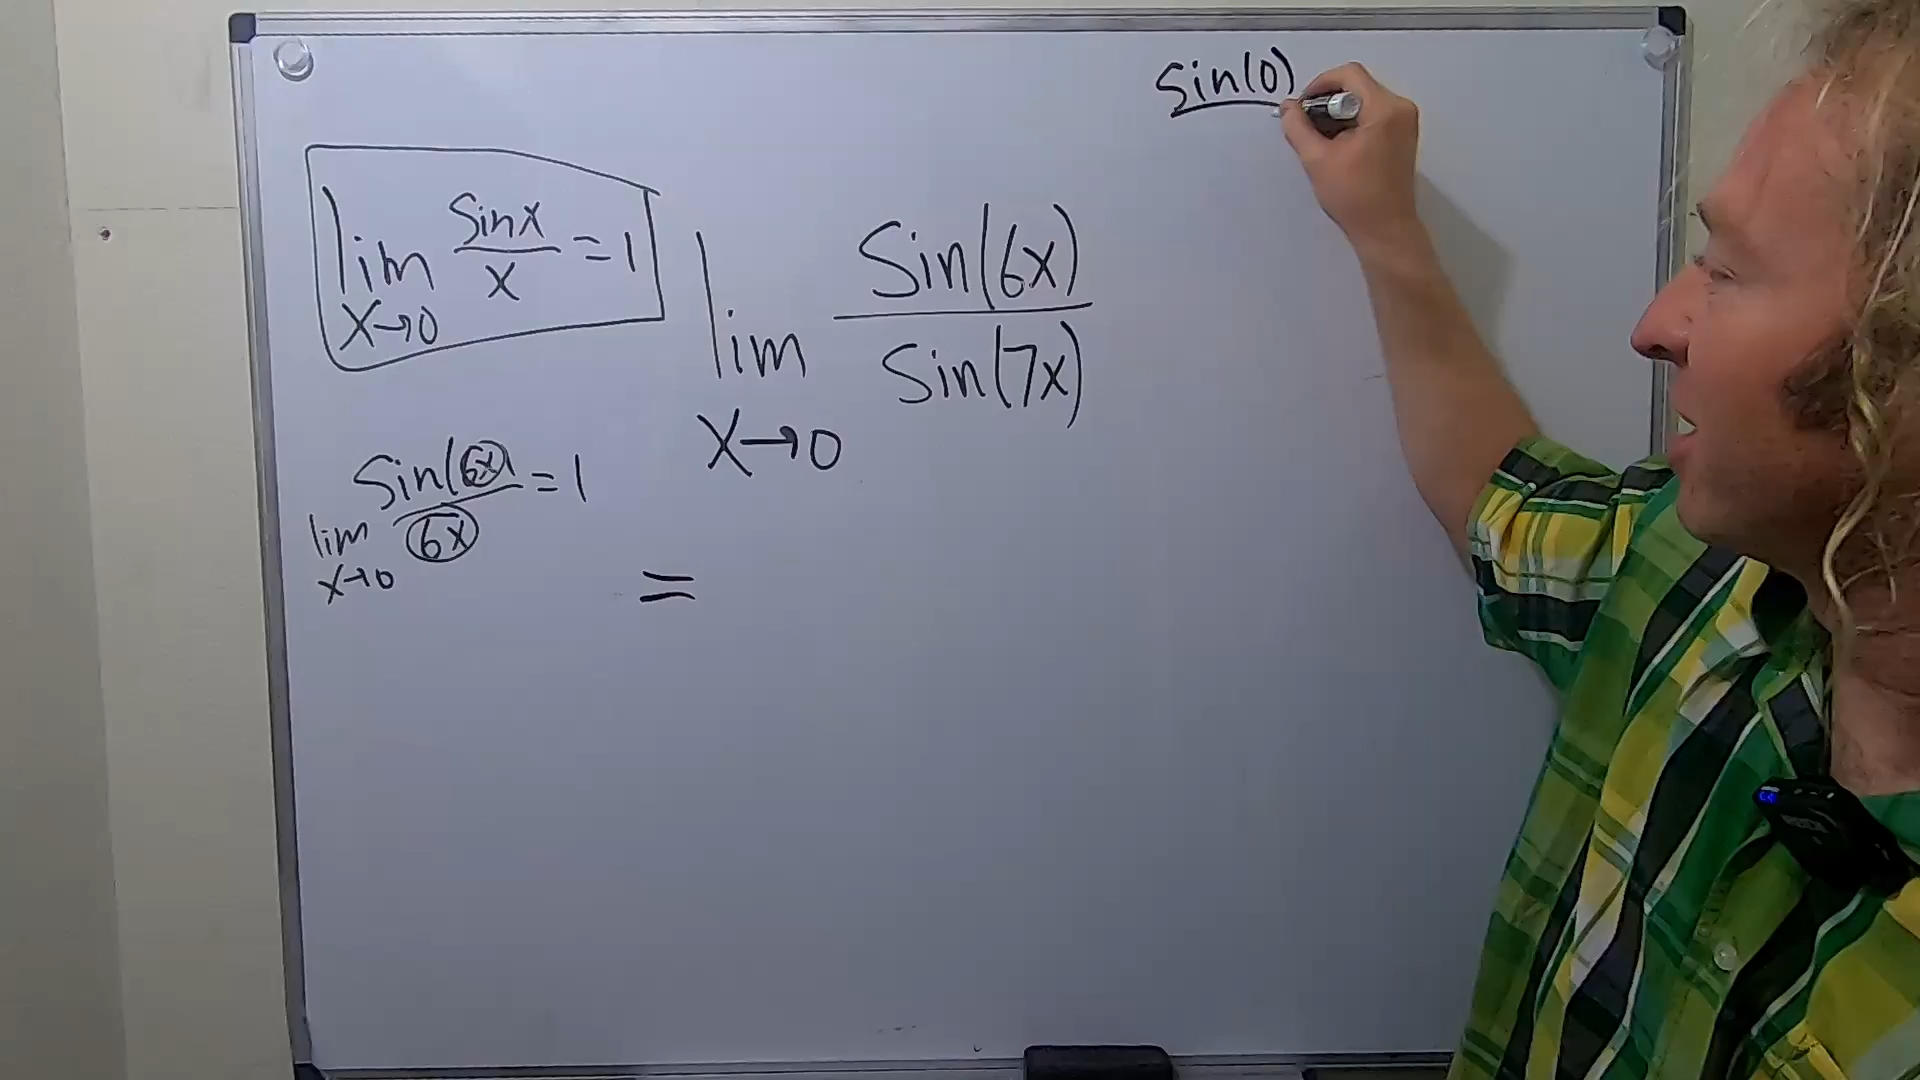 sin(0)
lim sinx/x = 1
x→0
lim Sin(6x)/Sin(7x)
x→0
lim Sin(6x)/6x = 1
x→0
=